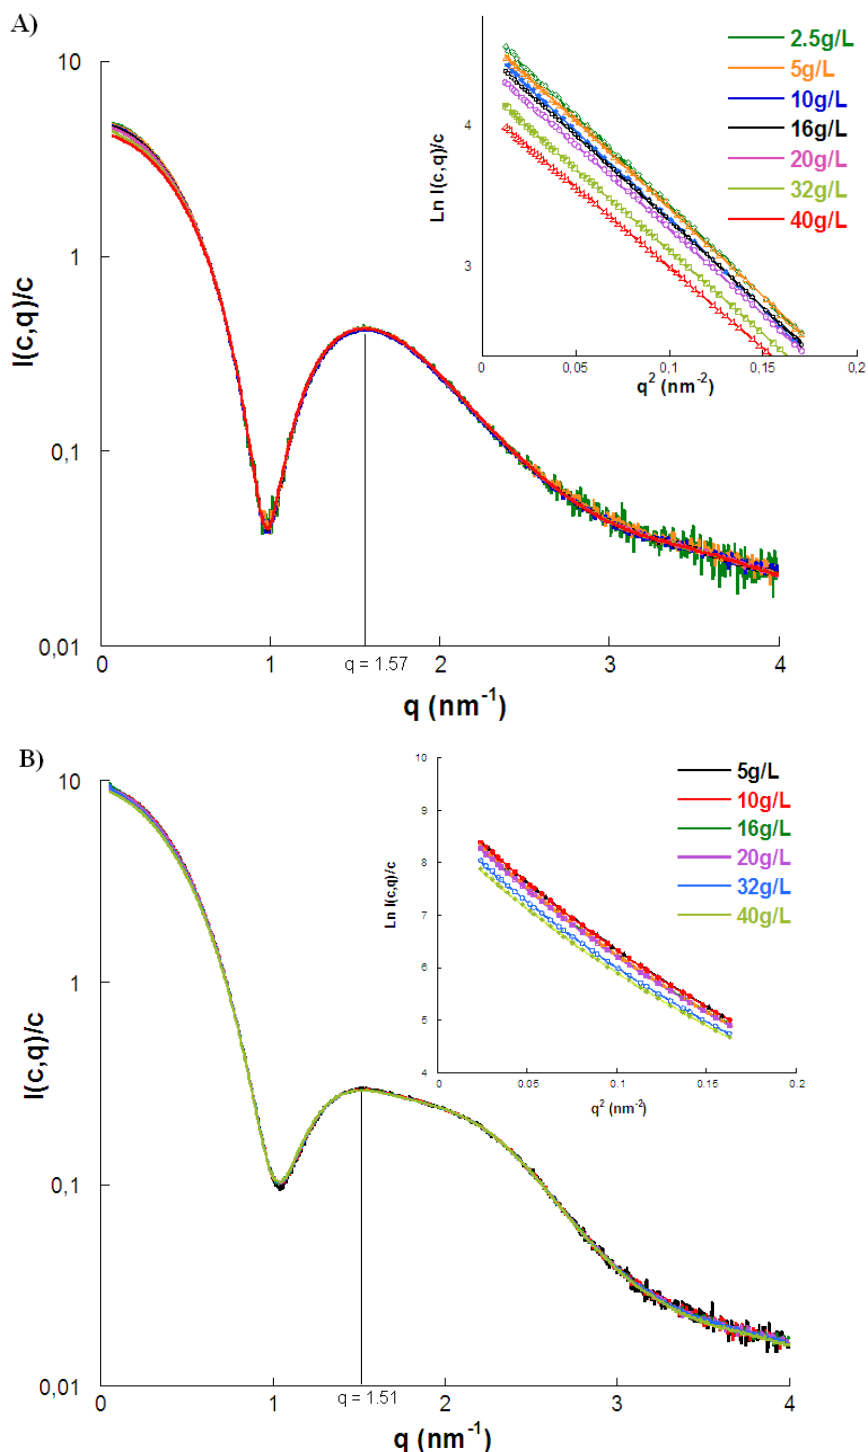 A)
I(c,q)/c
10
1
0,1
0,01
0
1
2
3
4
q = 1.57
q (nm-1)
Ln I(c,q)/c
4
3
0
0,05
0,1
0,15
0,2
q2 (nm-2)
2.5g/L
5g/L
10g/L
16g/L
20g/L
32g/L
40g/L
B)
I(c,q)/c
10
1
0,1
0,01
0
1
2
3
4
q = 1.51
q (nm-1)
Ln I(c,q)/c
10
9
8
7
6
5
4
0
0.05
0.1
0.15
0.2
q2 (nm-2)
5g/L
10g/L
16g/L
20g/L
32g/L
40g/L